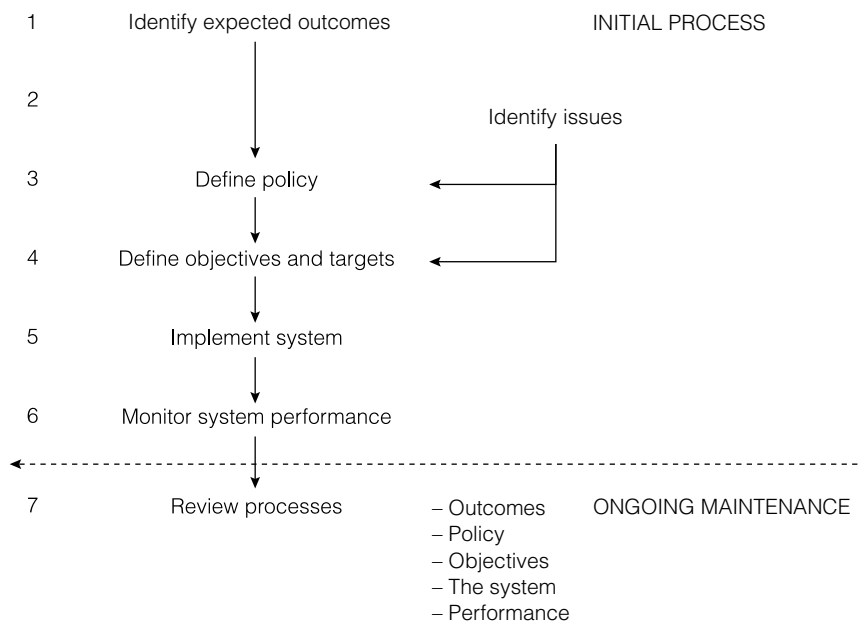 1 Identify expected outcomes INITIAL PROCESS
2 Identify issues
3 Define policy
4 Define objectives and targets
5 Implement system
6 Monitor system performance
7 Review processes – Outcomes ONGOING MAINTENANCE
– Policy
– Objectives
– The system
– Performance